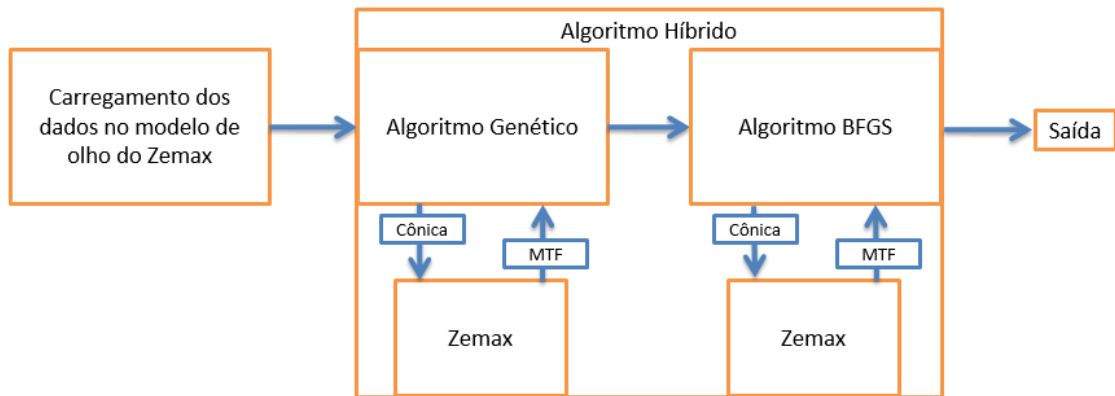 Algoritmo Híbrido
Carregamento dos
dados no modelo de
olho do Zemax
Algoritmo Genético
Algoritmo BFGS
Saída
Cônica
MTF
Cônica
MTF
Zemax
Zemax